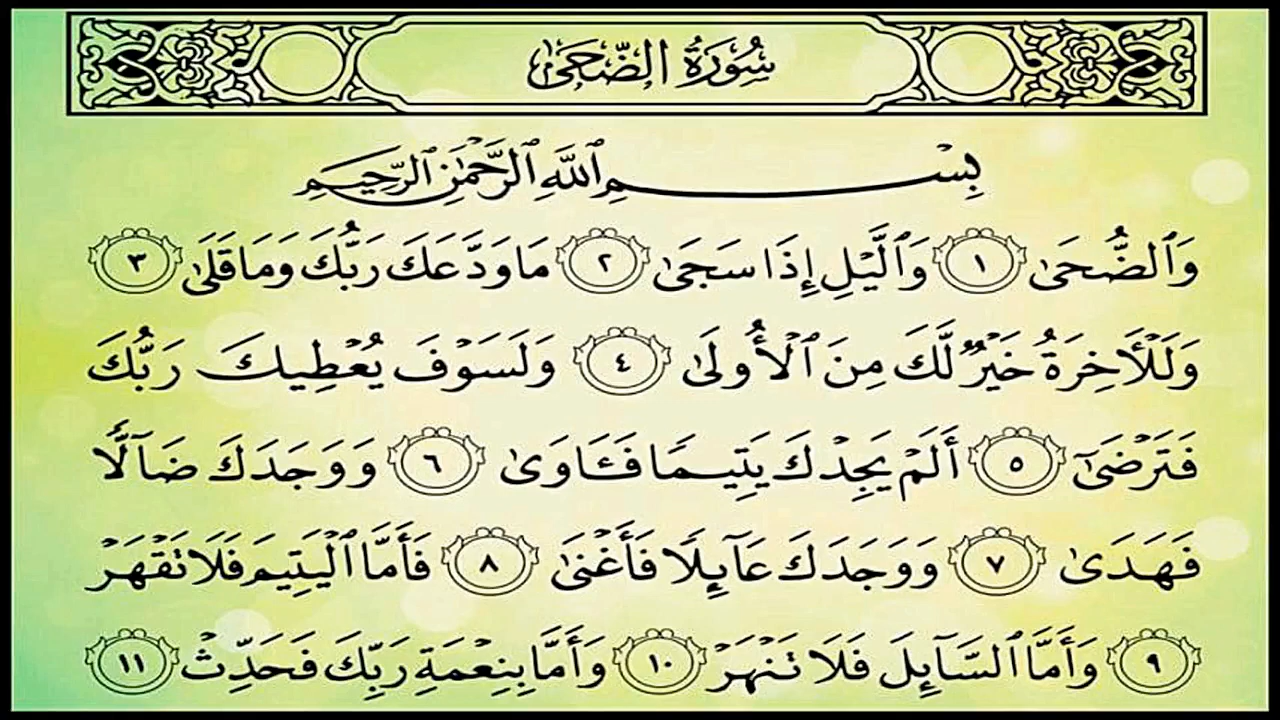 سُورَةُ الضُّحَىٰ
بِسْمِ ٱللَّهِ ٱلرَّحْمَٰنِ ٱلرَّحِيمِ
وَٱلضُّحَىٰ ١ وَٱلَّيْلِ إِذَا سَجَىٰ ٢ مَا وَدَّعَكَ رَبُّكَ وَمَا قَلَىٰ ٣
وَلَلْأَخِرَةُ خَيْرٌ لَّكَ مِنَ ٱلْأُولَىٰ ٤ وَلَسَوْفَ يُعْطِيكَ رَبُّكَ
فَتَرْضَىٰٓ ٥ أَلَمْ يَجِدْكَ يَتِيمًا فَـَٔاوَىٰ ٦ وَوَجَدَكَ ضَآلًّا
فَهَدَىٰ ٧ وَوَجَدَكَ عَآئِلًا فَأَغْنَىٰ ٨ فَأَمَّا ٱلْيَتِيمَ فَلَا تَقْهَرْ
٩ وَأَمَّا ٱلسَّآئِلَ فَلَا تَنْهَرْ ١٠ وَأَمَّا بِنِعْمَةِ رَبِّكَ فَحَدِّثْ ١١